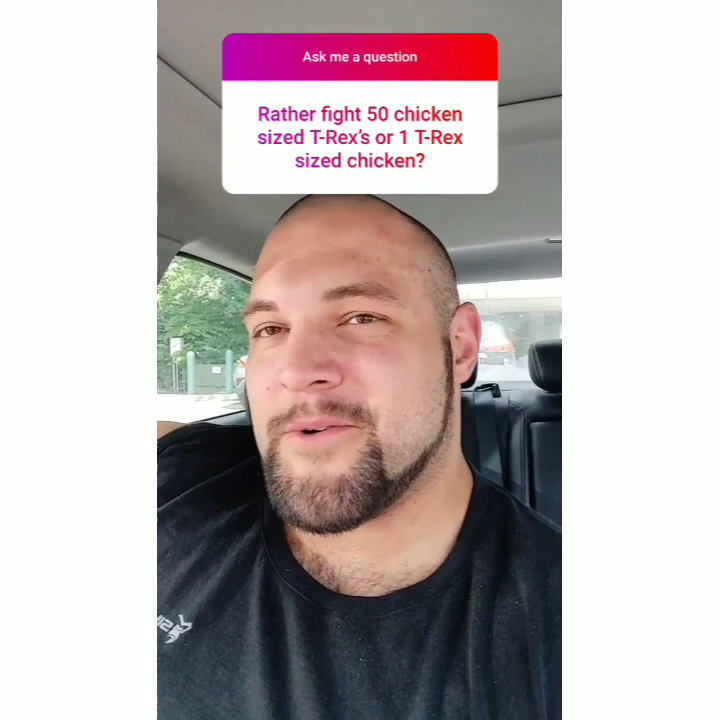 Ask me a question
Rather fight 50 chicken
sized T-Rex's or 1 T-Rex
sized chicken?